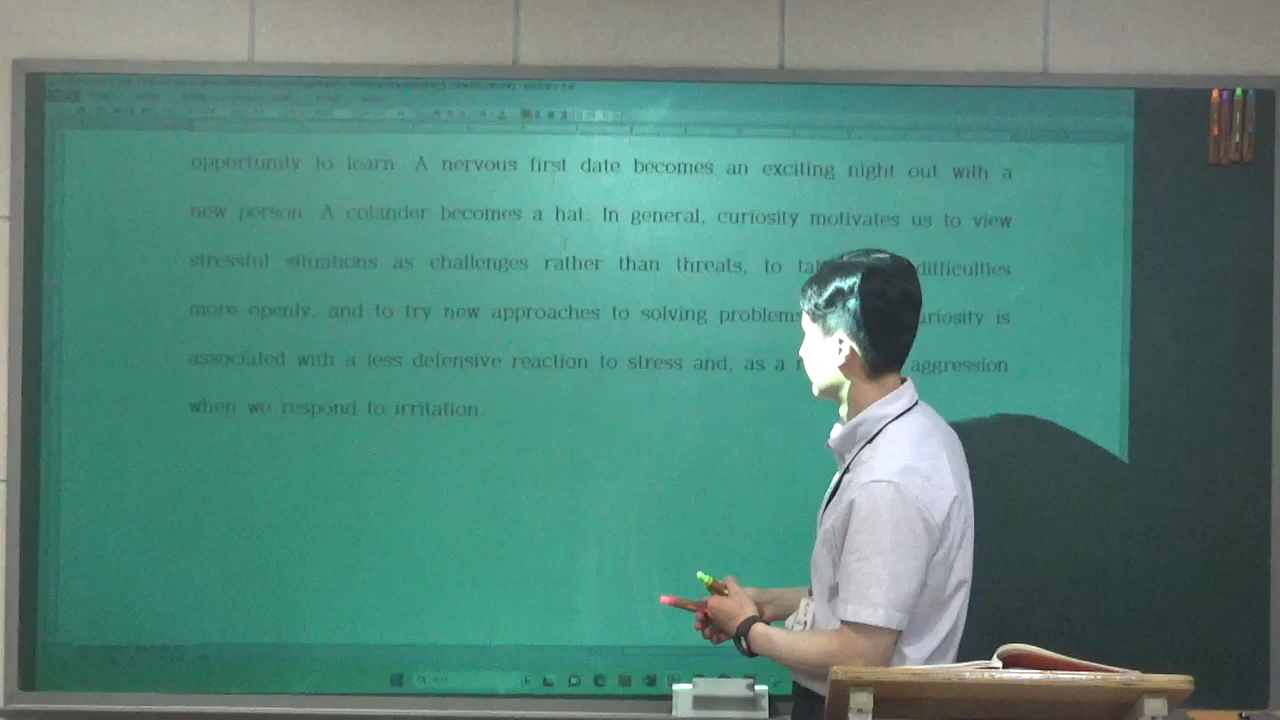 opportunity to learn. A nervous first date becomes an exciting night out with a
new person. A colander becomes a hat. In general, curiosity motivates us to view
stressful situations as challenges rather than threats, to difficulties
more openly, and to try new approaches to solving problems is
associated with a less defensive reaction to stress and, as a aggression
when we respond to irritation.